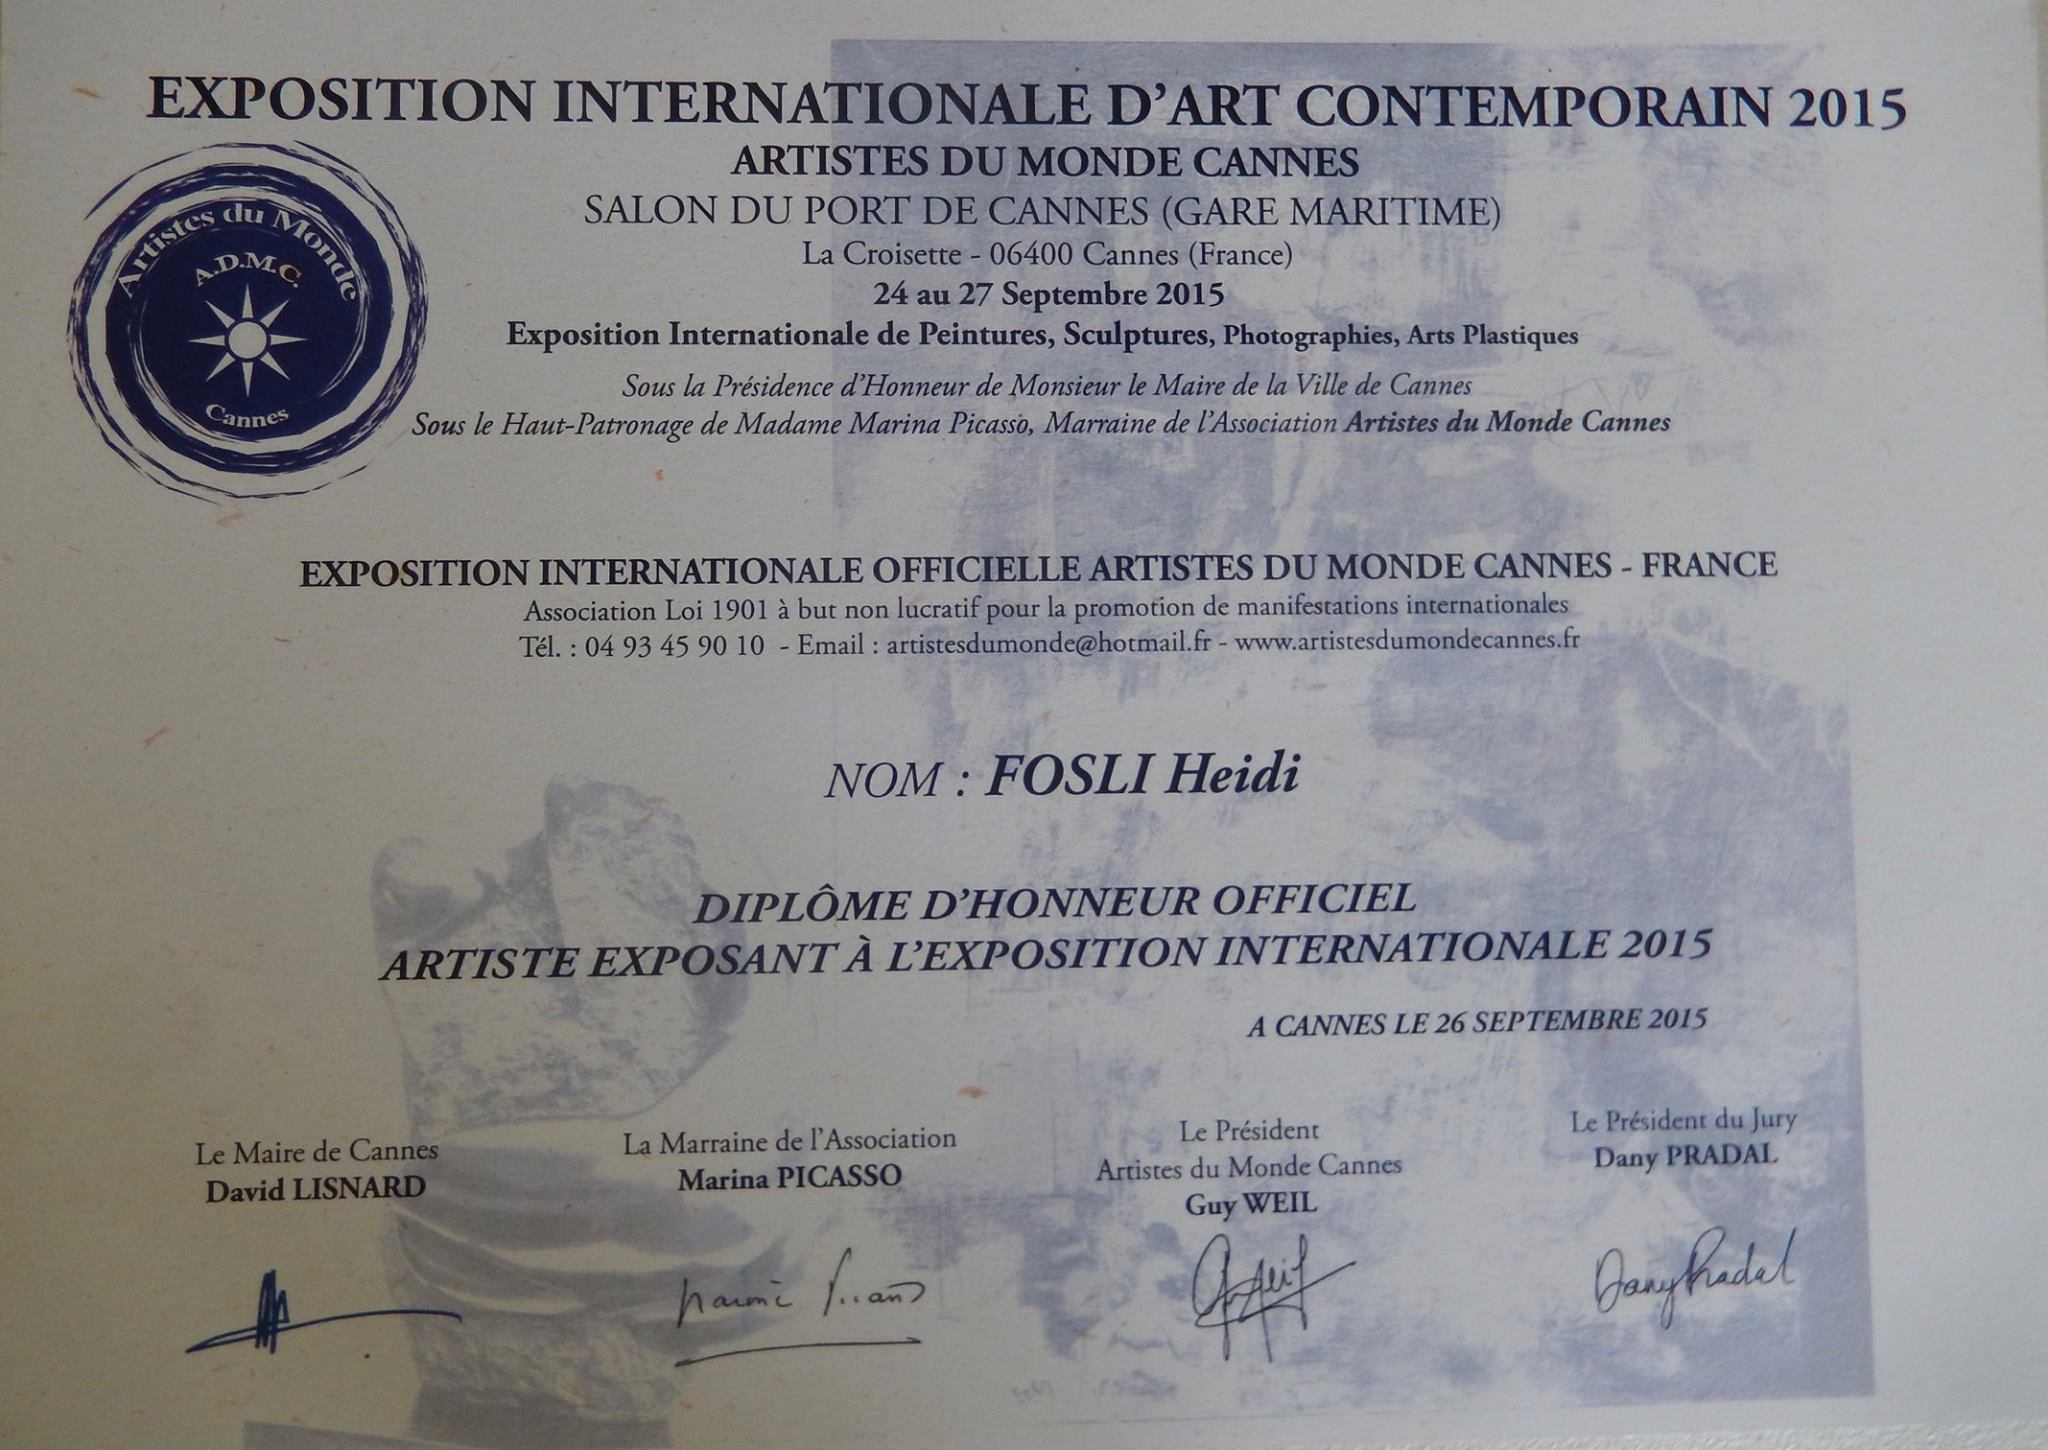 EXPOSITION INTERNATIONALE D'ART CONTEMPORAIN 2015
ARTISTES DU MONDE CANNES
SALON DU PORT DE CANNES (GARE MARITIME)
La Croisette - 06400 Cannes (France)
24 au 27 Septembre 2015
Exposition Internationale de Peintures, Sculptures, Photographies, Arts Plastiques
Sous la Présidence d'Honneur de Monsieur le Maire de la Ville de Cannes
Sous le Haut-Patronage de Madame Marina Picasso, Marraine de l'Association Artistes du Monde Cannes
Artistes du Monde
A.D.M.C.
Cannes
EXPOSITION INTERNATIONALE OFFICIELLE ARTISTES DU MONDE CANNES - FRANCE
Association Loi 1901 à but non lucratif pour la promotion de manifestations internationales
Tél. : 04 93 45 90 10 - Email : artistesdumonde@hotmail.fr - www.artistesdumondecannes.fr
NOM : FOSLI Heidi
DIPLÔME D'HONNEUR OFFICIEL
ARTISTE EXPOSANT À L'EXPOSITION INTERNATIONALE 2015
A CANNES LE 26 SEPTEMBRE 2015
Le Maire de Cannes
David LISNARD
La Marraine de l'Association
Marina PICASSO
Le Président
Artistes du Monde Cannes
Guy WEIL
Le Président du Jury
Dany PRADAL
Dany Pradal